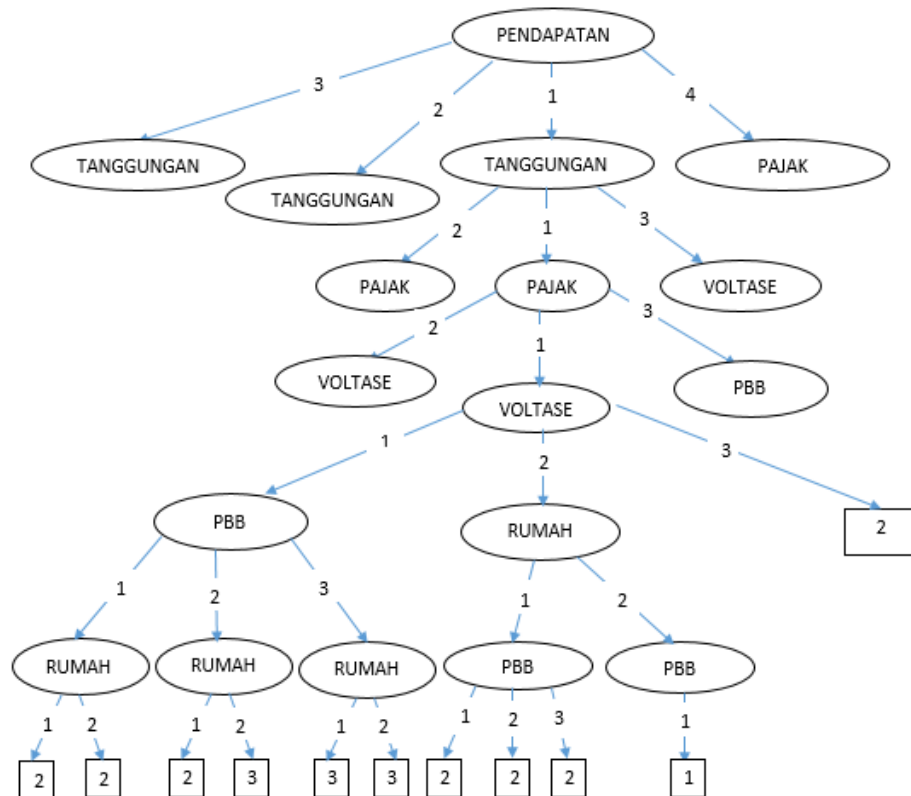 PENDAPATAN
3 2 1 4
TANGGUNGAN TANGGUNGAN TANGGUNGAN PAJAK
2 1 3
PAJAK PAJAK VOLTASE
2 1 3
VOLTASE VOLTASE PBB
1 2 3
PBB RUMAH 2
1 2 3 1 2
RUMAH RUMAH RUMAH PBB PBB
1 2 1 2 1 2 1 2 3 1
2 2 2 3 3 3 2 2 2 1